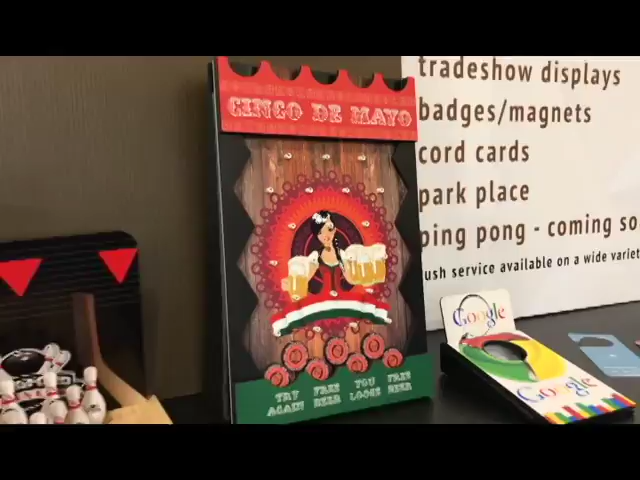 CINCO DE MAYO
TRY AGAIN
FREE BEER
YOU LOOSE
FREE BEER
tradeshow displays
badges/magnets
cord cards
park place
ping pong - coming so
ush service available on a wide variet
Google
Google